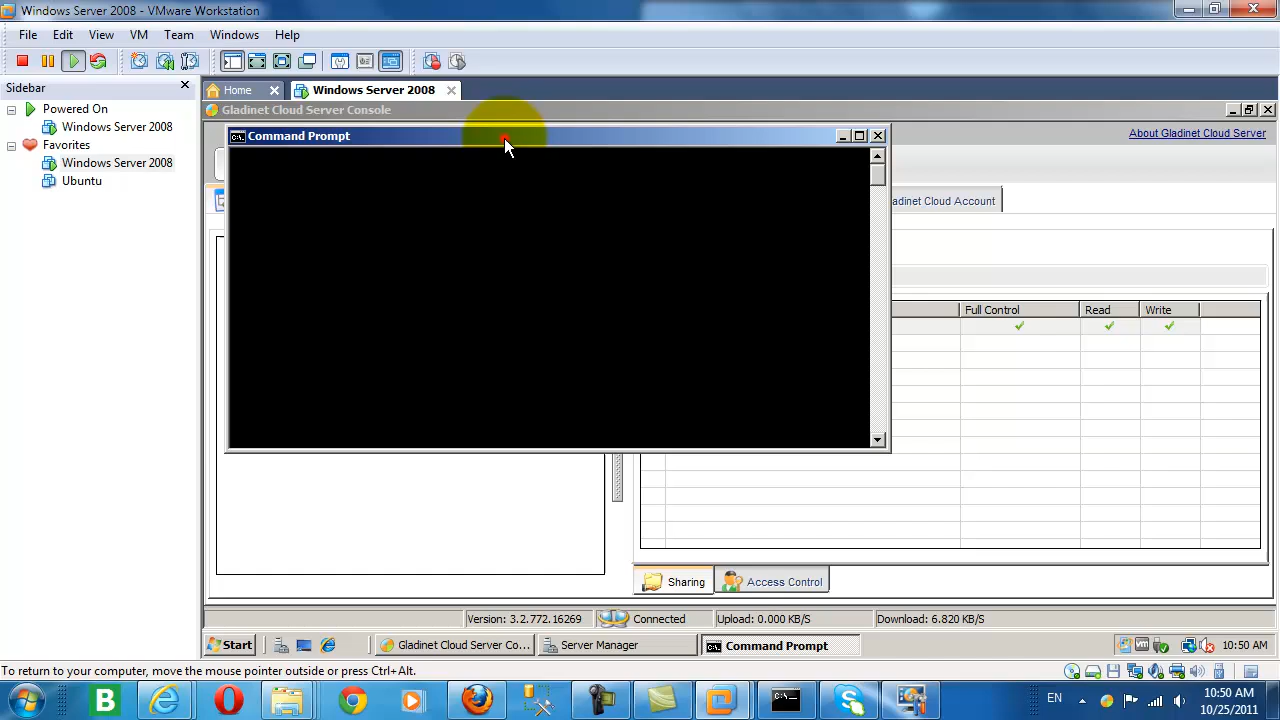 Windows Server 2008 - VMware Workstation
File Edit View VM Team Windows Help
Sidebar
Powered On
Windows Server 2008
Favorites
Windows Server 2008
Ubuntu
Home
Windows Server 2008
Gladinet Cloud Server Console
About Gladinet Cloud Server
Command Prompt
adinet Cloud Account
Full Control Read Write
Sharing
Access Control
Version: 3.2.772.16269 Connected Upload: 0.000 KB/S Download: 6.820 KB/S
Start
Gladinet Cloud Server Co...
Server Manager
C:\. Command Prompt
10:50 AM
To return to your computer, move the mouse pointer outside or press Ctrl+Alt.
B
EN
10:50 AM
10/25/2011